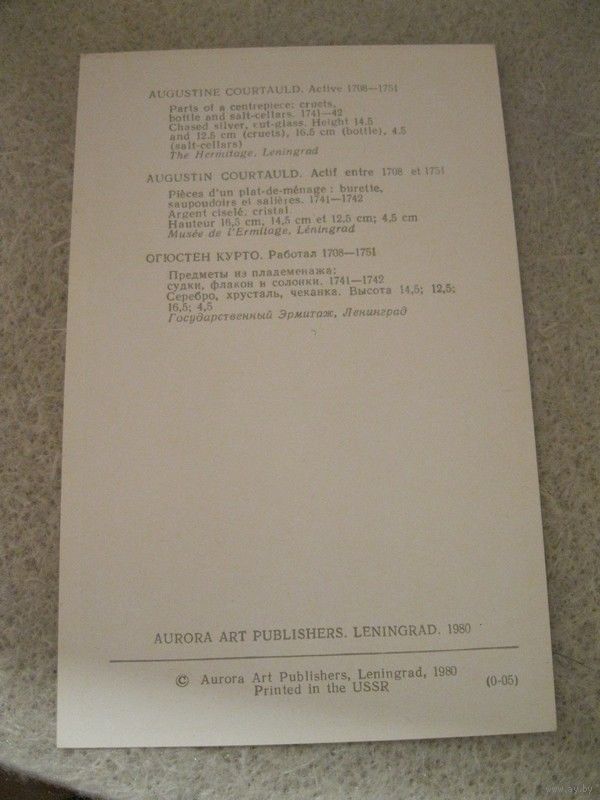 AUGUSTINE COURTAULD. Active 1708—1751
Parts of a centrepiece: cruets,
bottle and salt-cellars. 1741—42
Chased silver, cut-glass. Height 14.5
and 12.5 cm (cruets), 16.5 cm (bottle), 4.5
(salt-cellars)
The Hermitage, Leningrad
AUGUSTIN COURTAULD. Actif entre 1708 et 1751
Pièces d'un plat-de-ménage : burette,
saupoudoirs et salières. 1741—1742
Argent ciselé, cristal.
Hauteur 16,5 cm, 14,5 cm et 12,5 cm; 4,5 cm
Musée de l'Ermitage, Léningrad
ОГЮСТЕН КУРТО. Работал 1708—1751
Предметы из пладеменажа:
судки, флакон и солонки. 1741—1742
Серебро, хрусталь, чеканка. Высота 14,5; 12,5;
16,5; 4,5
Государственный Эрмитаж, Ленинград
AURORA ART PUBLISHERS. LENINGRAD. 1980
© Aurora Art Publishers, Leningrad, 1980
Printed in the USSR
(0-05)
www.ay.by